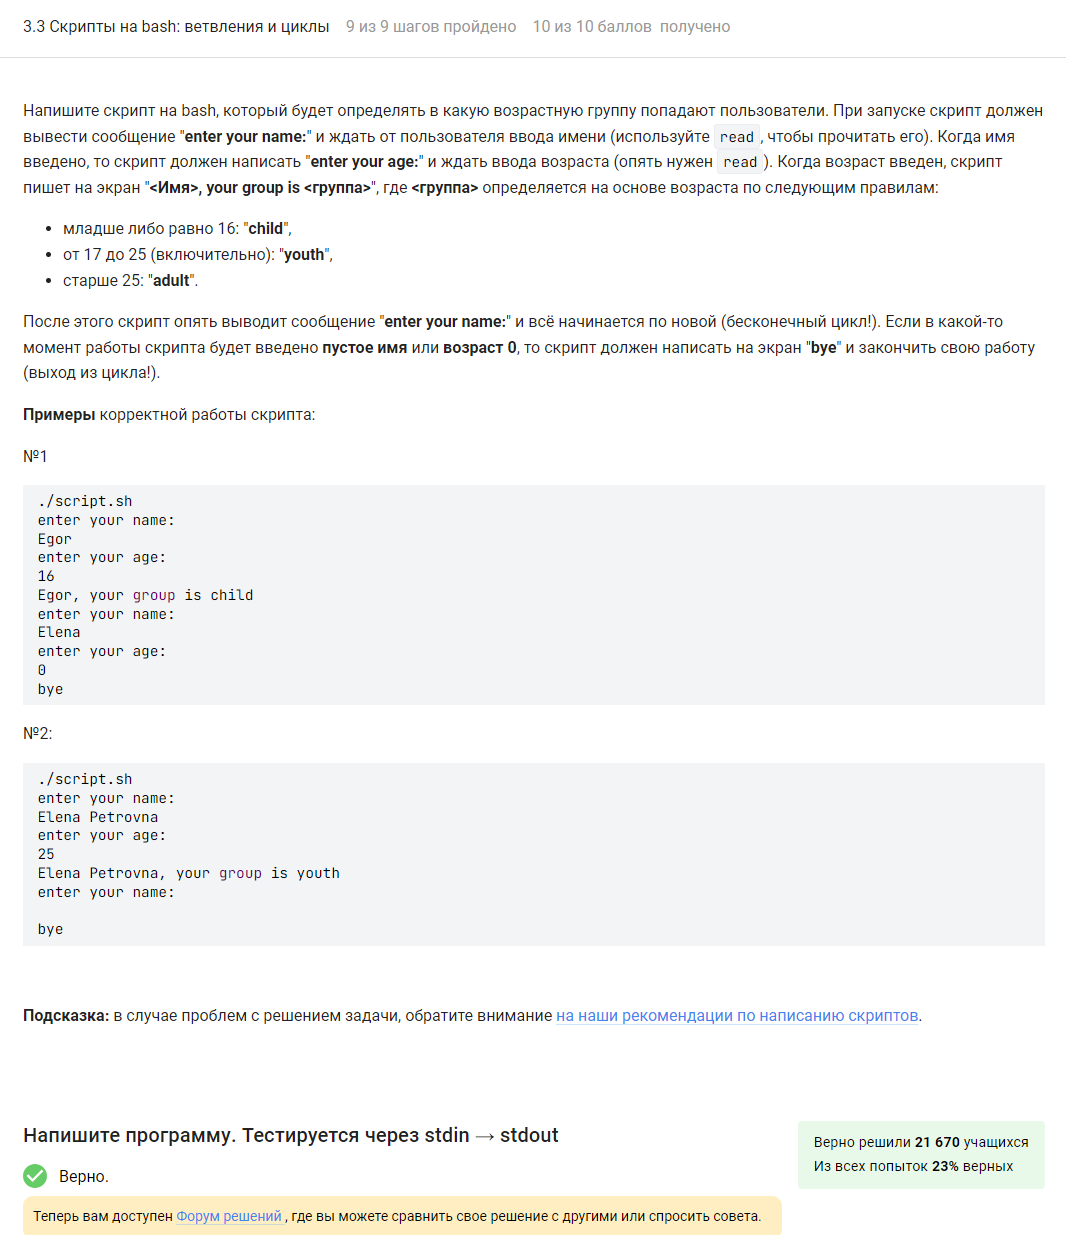 3.3 Скрипты на bash: ветвления и циклы 9 из 9 шагов пройдено 10 из 10 баллов получено
Напишите скрипт на bash, который будет определять в какую возрастную группу попадают пользователи. При запуске скрипт должен
вывести сообщение "enter your name:" и ждать от пользователя ввода имени (используйте read, чтобы прочитать его). Когда имя
введено, то скрипт должен написать "enter your age:" и ждать ввода возраста (опять нужен read). Когда возраст введен, скрипт
пишет на экран "<Имя>, your group is <группа>", где <группа> определяется на основе возраста по следующим правилам:
• младше либо равно 16: "child",
• от 17 до 25 (включительно): "youth",
• старше 25: "adult".
После этого скрипт опять выводит сообщение "enter your name:" и всё начинается по новой (бесконечный цикл!). Если в какой-то
момент работы скрипта будет введено пустое имя или возраст 0, то скрипт должен написать на экран "bye" и закончить свою работу
(выход из цикла!).
Примеры корректной работы скрипта:
№1
./script.sh
enter your name:
Egor
enter your age:
16
Egor, your group is child
enter your name:
Elena
enter your age:
0
bye
№2:
./script.sh
enter your name:
Elena Petrovna
enter your age:
25
Elena Petrovna, your group is youth
enter your name:
bye
Подсказка: в случае проблем с решением задачи, обратите внимание на наши рекомендации по написанию скриптов.
Напишите программу. Тестируется через stdin → stdout
Верно решили 21 670 учащихся
Из всех попыток 23% верных
Верно.
Теперь вам доступен Форум решений , где вы можете сравнить свое решение с другими или спросить совета.